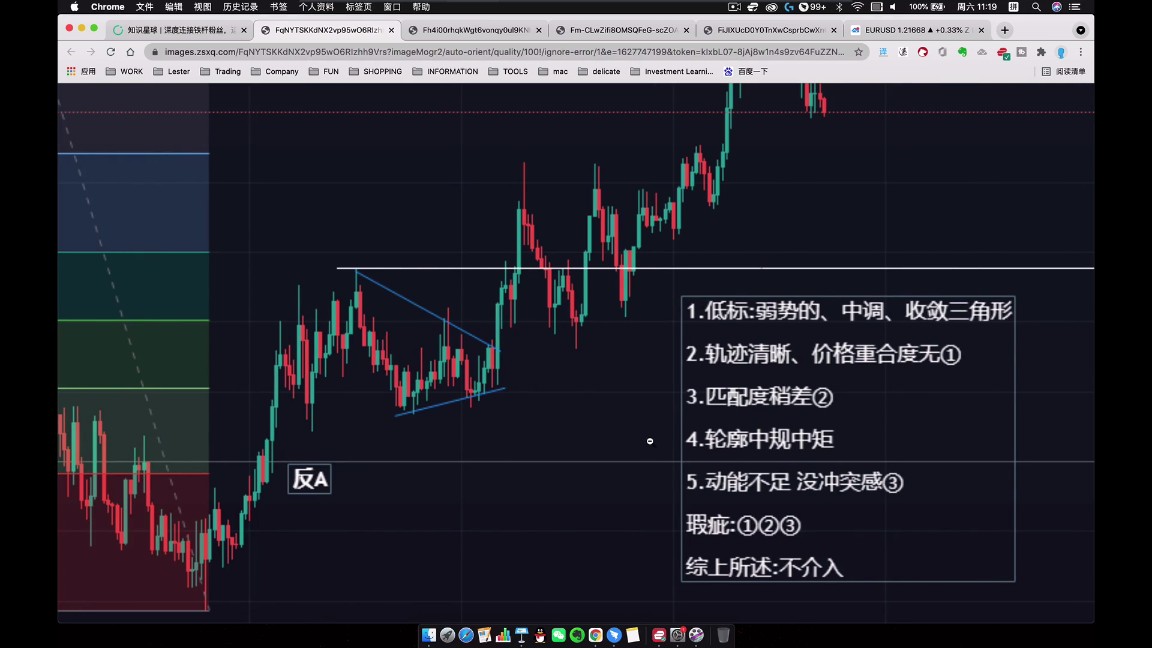 Chrome 文件 编辑 视图 历史记录 书签 个人资料 标签页 窗口 帮助 99+ 100% 周六 11:19
知识星球 | 深度连接铁杆粉丝，运 FqNYTSKKdNX2vp95wO6RIzhh9Vrs Fh4i00rhqkWgt6vonqy0ul9KN Fm-CLwZifi8OMSQFeG-scZO FiJIXUcD0Y0TnXwCsprbCwXm EURUSD 1.21668 ▲ +0.33% Z
images.zsxq.com/FqNYTSKKdNX2vp95wO6RIzhh9Vrs?imageMogr2/auto-orient/quality/100!/ignore-error/1&e=1627747199&token=kIxbL07-8jAj8w1n4s9zv64FuZZN...
应用 WORK Lester Trading Company FUN SHOPPING INFORMATION TOOLS mac delicate Investment Learni... 百度一下 阅读清单
1.低标:弱势的、中调、收敛三角形
2.轨迹清晰、价格重合度无①
3.匹配度稍差②
4.轮廓中规中矩
反A
5.动能不足 没冲突感③
瑕疵:①②③
综上所述:不介入